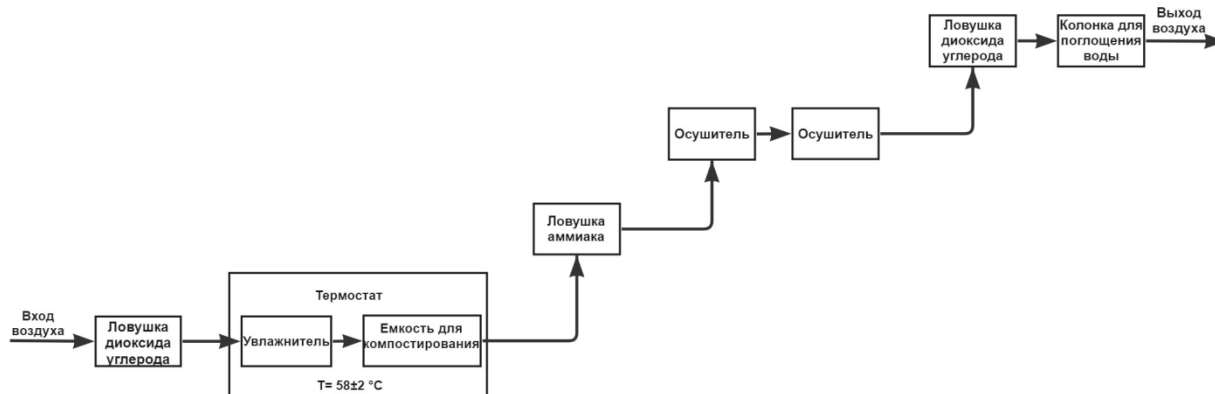 Вход
воздуха
Ловушка
диоксида
углерода
Термостат
Увлажнитель
Емкость для
компостирования
T= 58±2 °C
Ловушка
аммиака
Осушитель
Осушитель
Ловушка
диоксида
углерода
Колонка для
поглощения
воды
Выход
воздуха